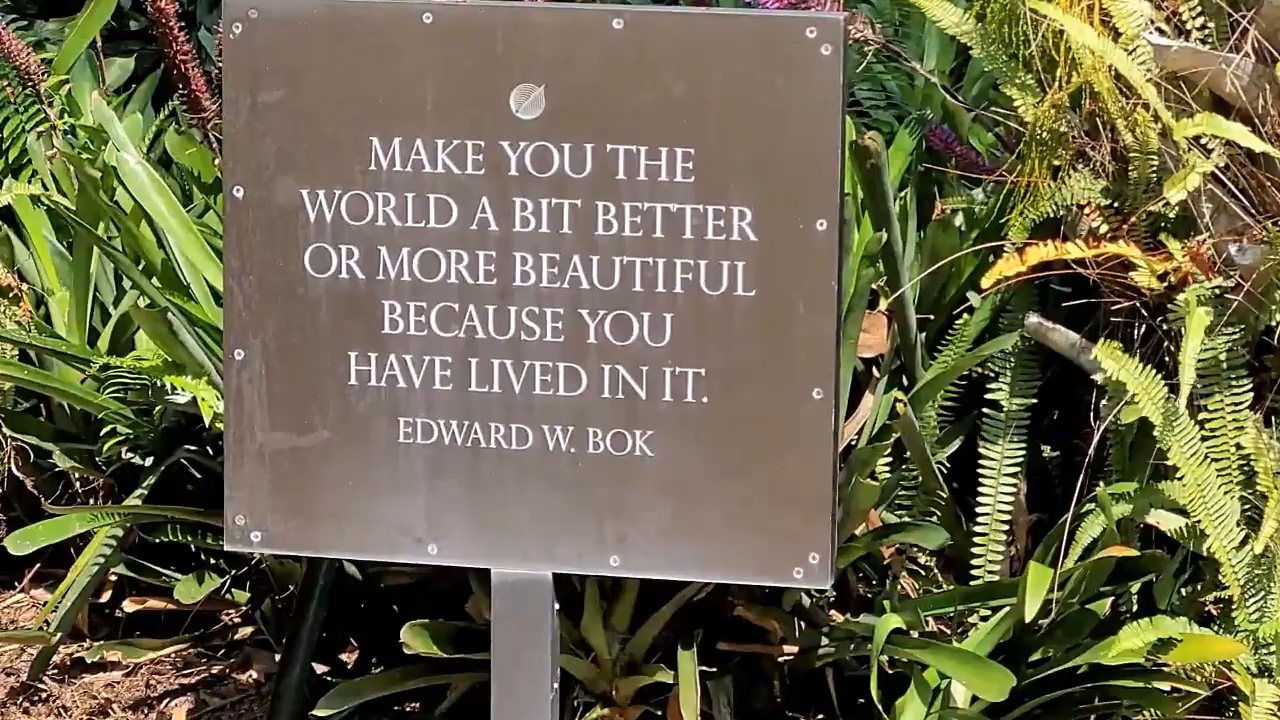 MAKE YOU THE
WORLD A BIT BETTER
OR MORE BEAUTIFUL
BECAUSE YOU
HAVE LIVED IN IT.
EDWARD W. BOK